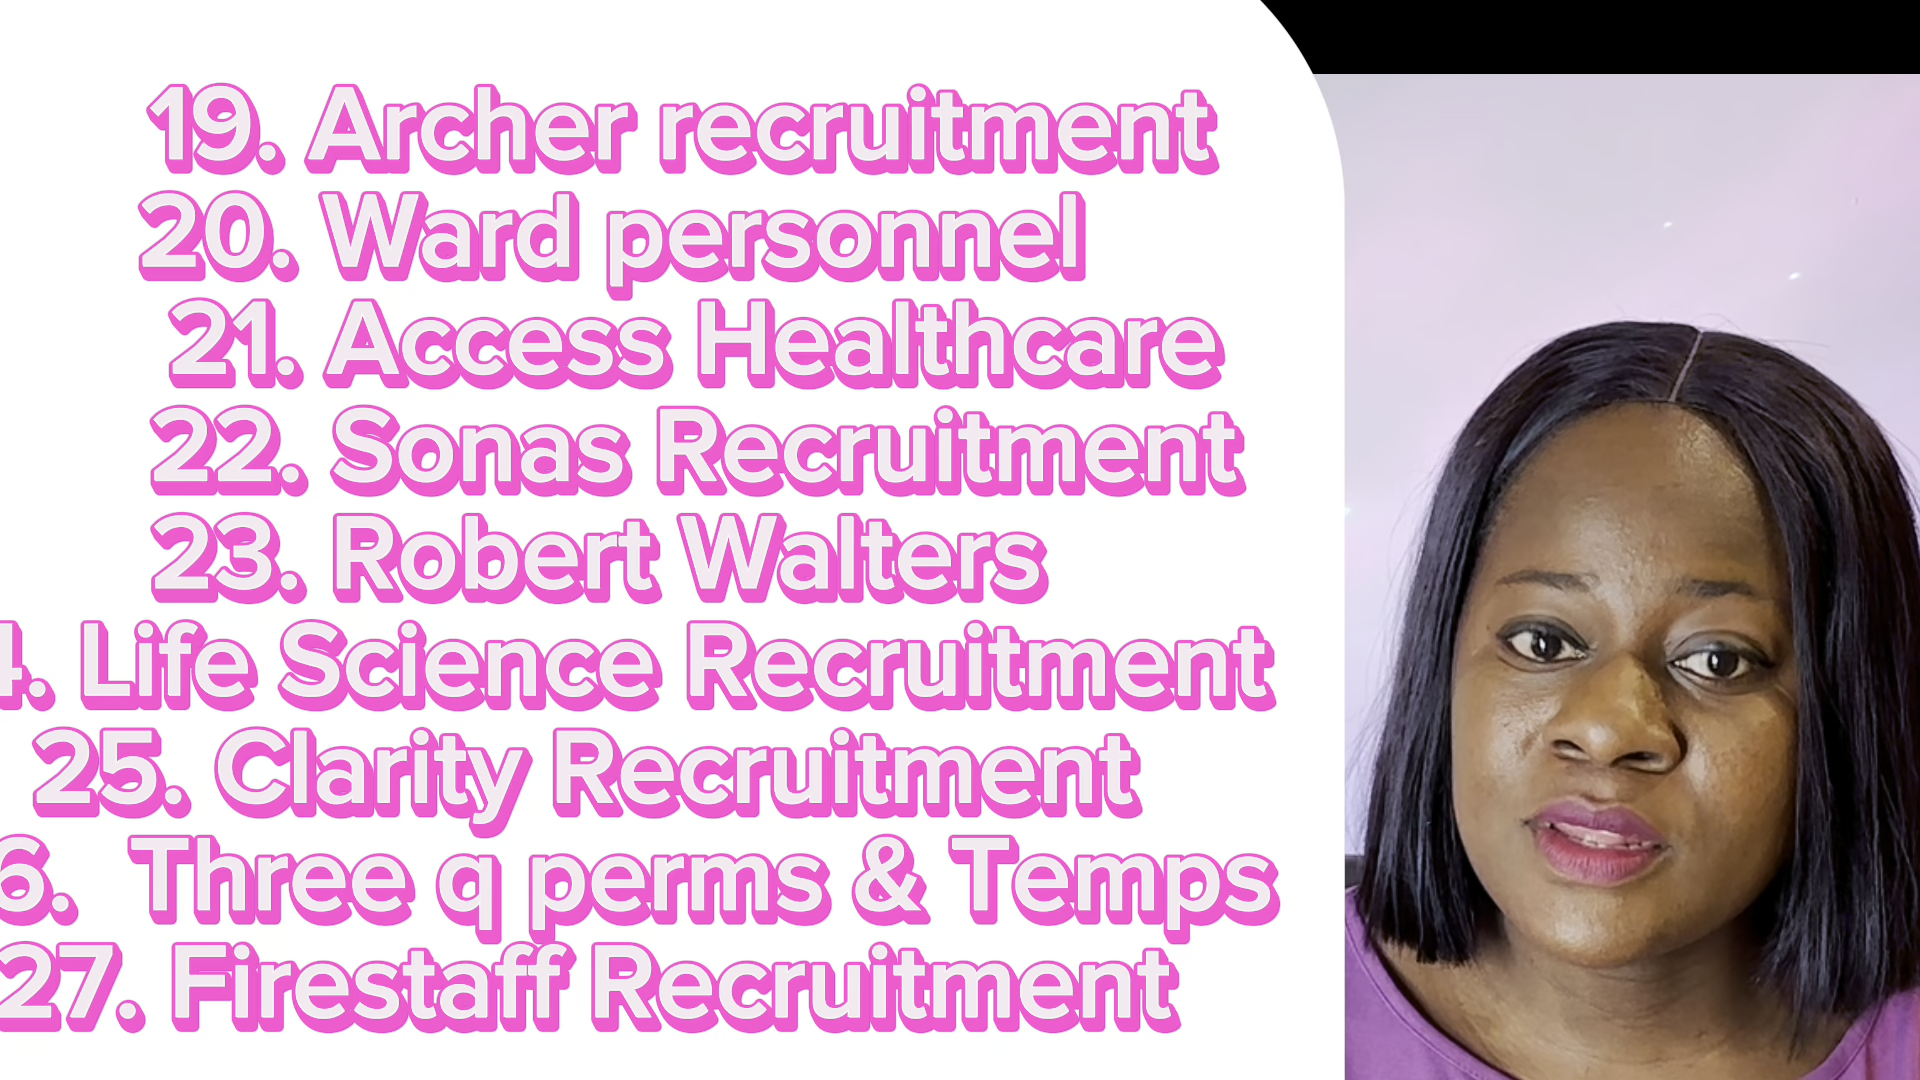 19. Archer recruitment
20. Ward personnel
21. Access Healthcare
22. Sonas Recruitment
23. Robert Walters
4. Life Science Recruitment
25. Clarity Recruitment
6. Three q perms & Temps
27. Firestaff Recruitment